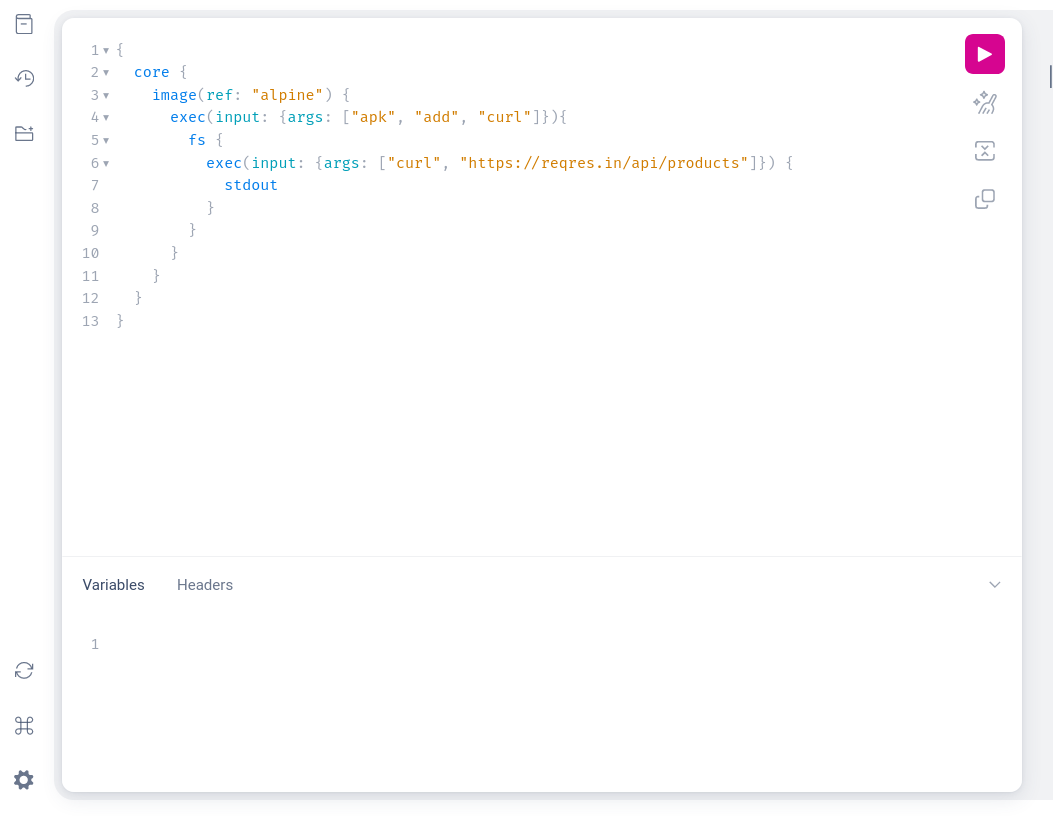 1 {
2   core {
3     image(ref: "alpine") {
4       exec(input: {args: ["apk", "add", "curl"]}){
5         fs {
6           exec(input: {args: ["curl", "https://reqres.in/api/products"]}) {
7             stdout
8           }
9         }
10       }
11     }
12   }
13 }
Variables Headers
1